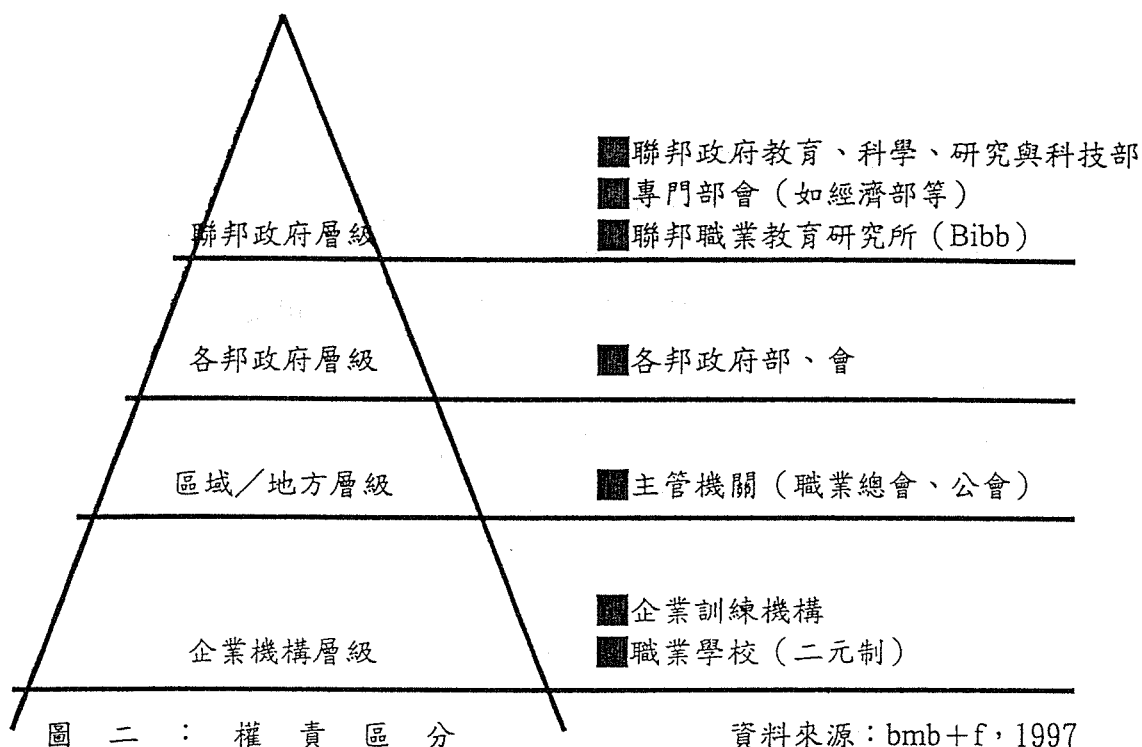 ■聯邦政府教育、科學、研究與科技部
■專門部會（如經濟部等）
聯邦政府層級 ■聯邦職業教育研究所（Bibb）
各邦政府層級 ■各邦政府部、會
區域／地方層級 ■主管機關（職業總會、公會）
■企業訓練機構
企業機構層級 ■職業學校（二元制）
圖二：權責區分 資料來源：bmb＋f，1997